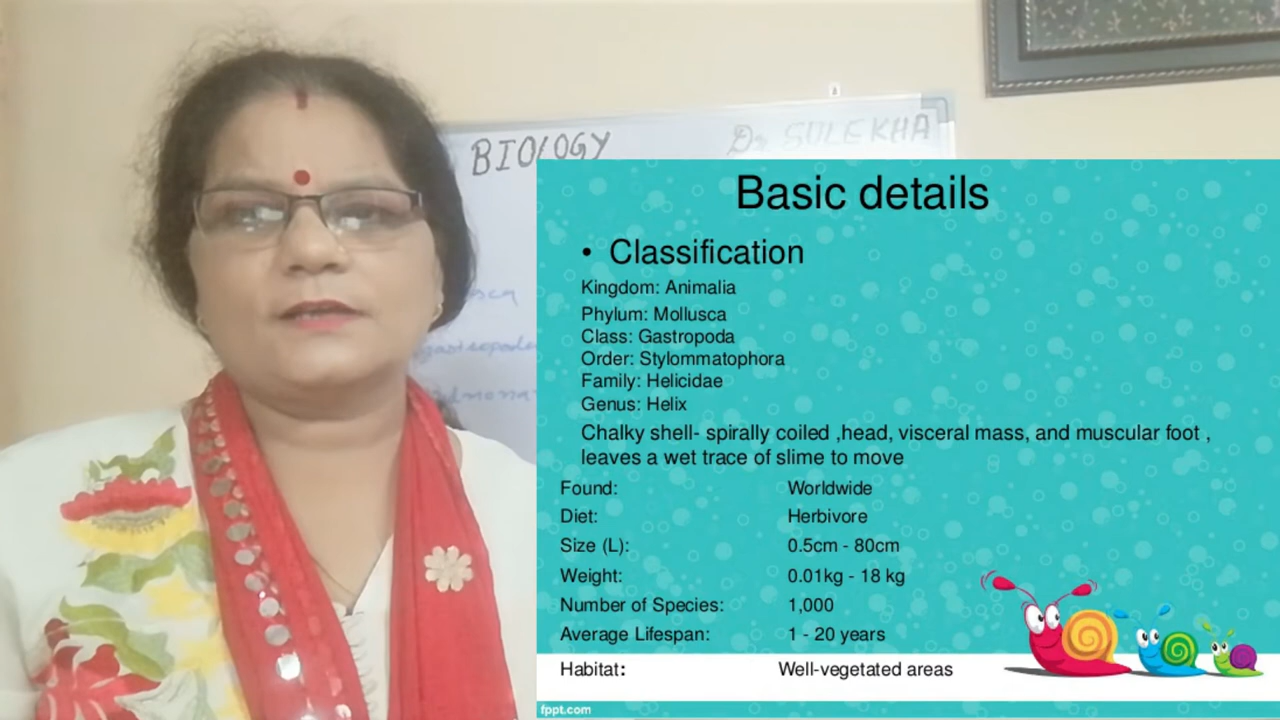 BIOLOGY
Dr SULEKHA
Basic details
• Classification
Kingdom: Animalia
Phylum: Mollusca
Class: Gastropoda
Order: Stylommatophora
Family: Helicidae
Genus: Helix
Chalky shell- spirally coiled ,head, visceral mass, and muscular foot ,
leaves a wet trace of slime to move
Found: Worldwide
Diet: Herbivore
Size (L): 0.5cm - 80cm
Weight: 0.01kg - 18 kg
Number of Species: 1,000
Average Lifespan: 1 - 20 years
Habitat: Well-vegetated areas
fppt.com